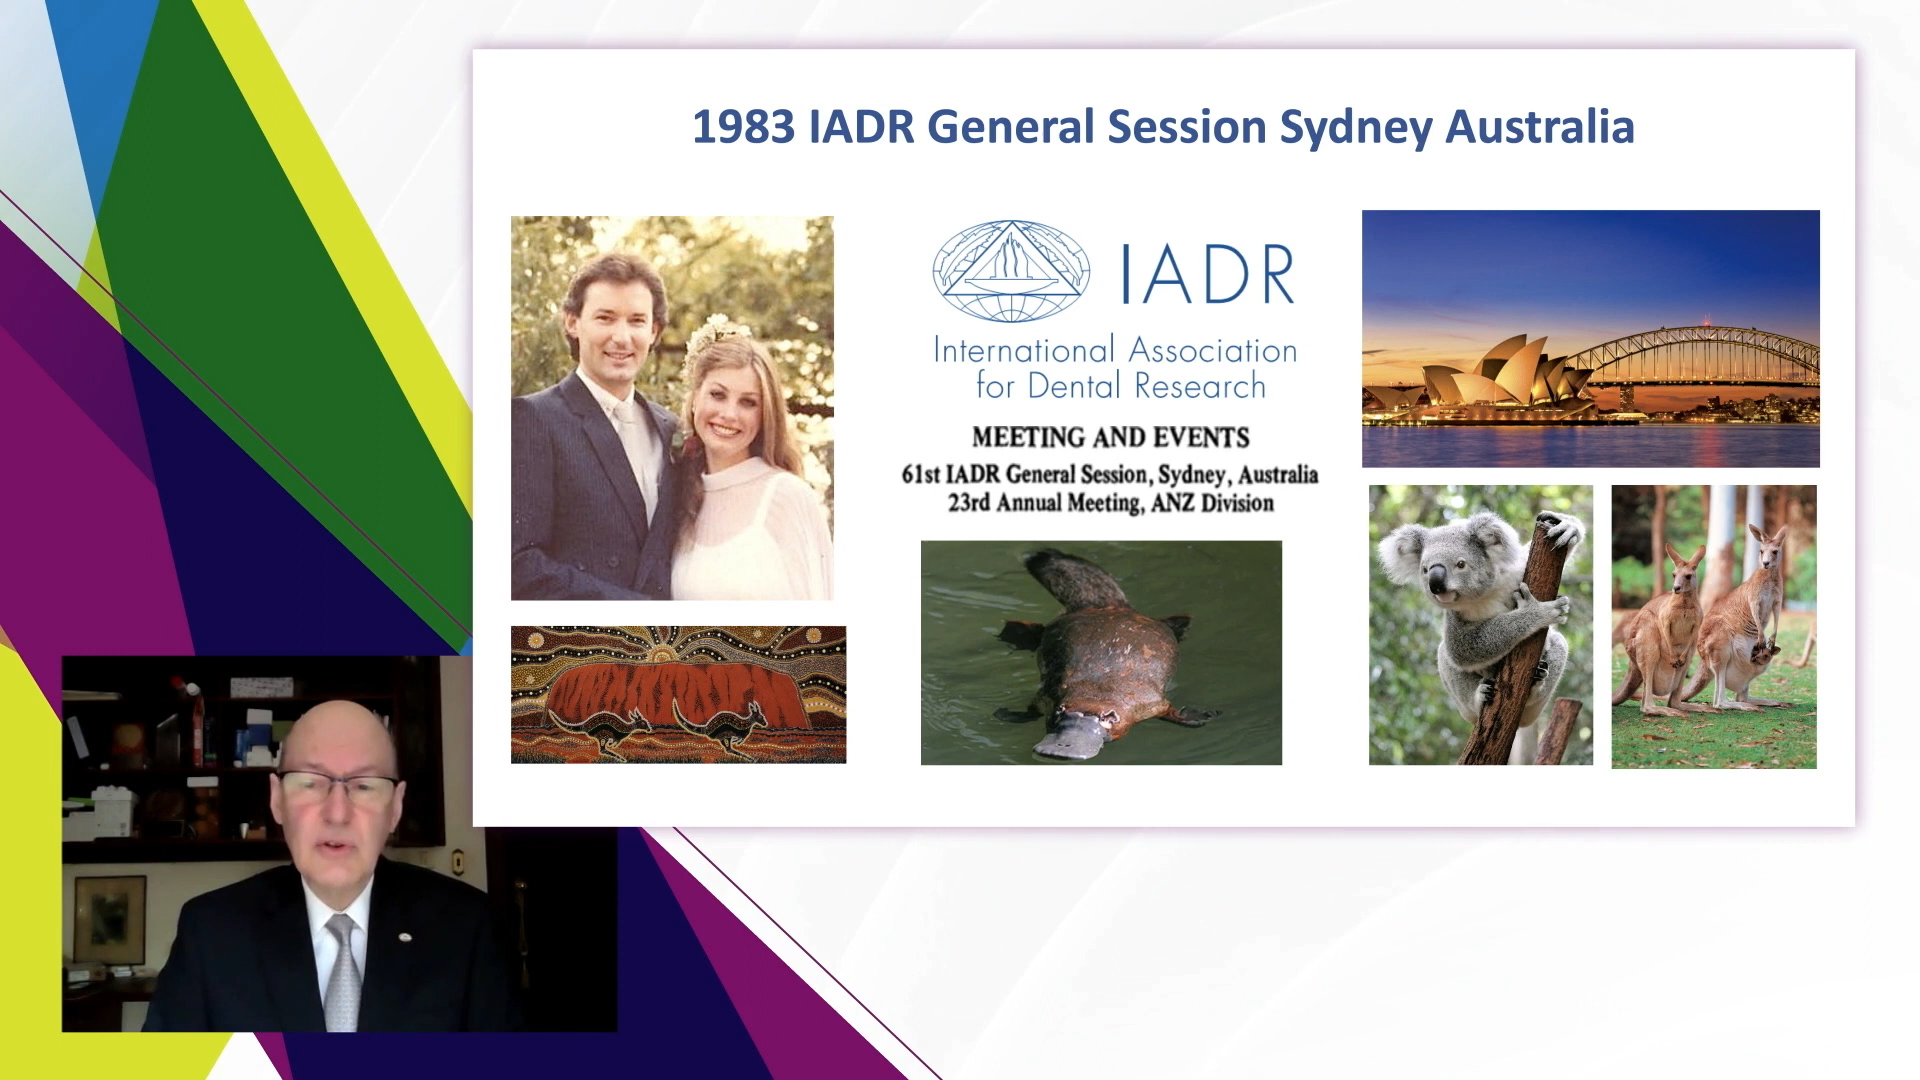 1983 IADR General Session Sydney Australia
IADR
International Association
for Dental Research
MEETING AND EVENTS
61st IADR General Session, Sydney, Australia
23rd Annual Meeting, ANZ Division